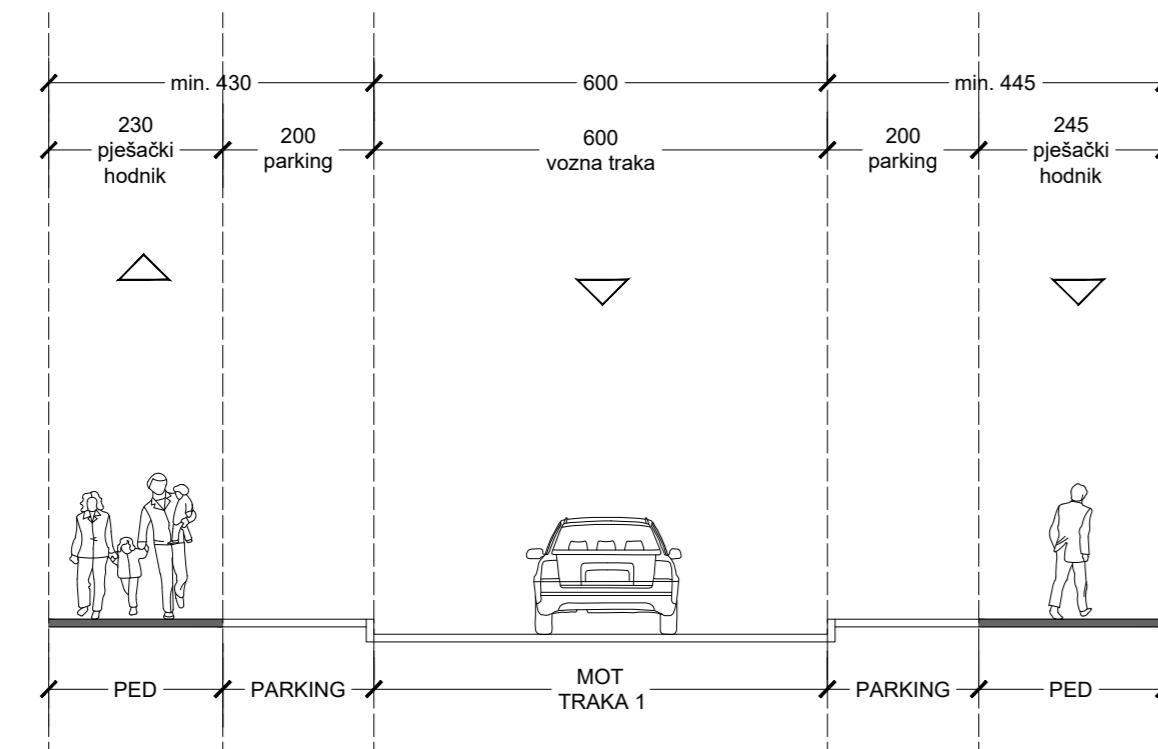 min. 430
600
min. 445
230
pješački
hodnik
200
parking
600
vozna traka
200
parking
245
pješački
hodnik
PED
PARKING
MOT
TRAKA 1
PARKING
PED